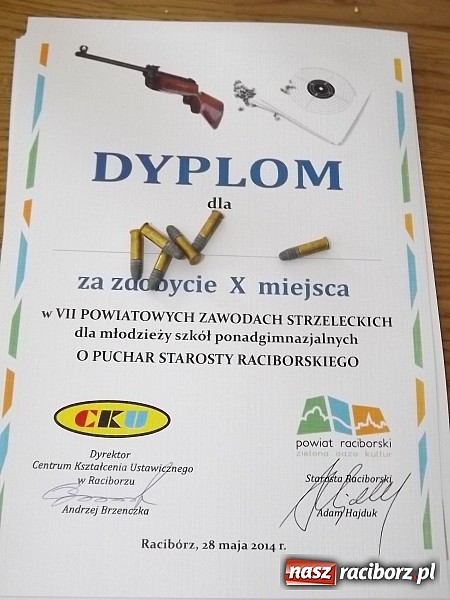 DYPLOM
dla
za zdobycie X miejsca
w VII POWIATOWYCH ZAWODACH STRZELECKICH
dla młodzieży szkół ponadgimnazjalnych
O PUCHAR STAROSTY RACIBORSKIEGO
CKU
Dyrektor
Centrum Kształcenia Ustawicznego
w Raciborzu
Andrzej Brzenczka
powiat raciborski
zielona oaza kultur
Starosta Raciborski
Adam Hajduk
Racibórz, 28 maja 2014 r.
nasz raciborz.pl